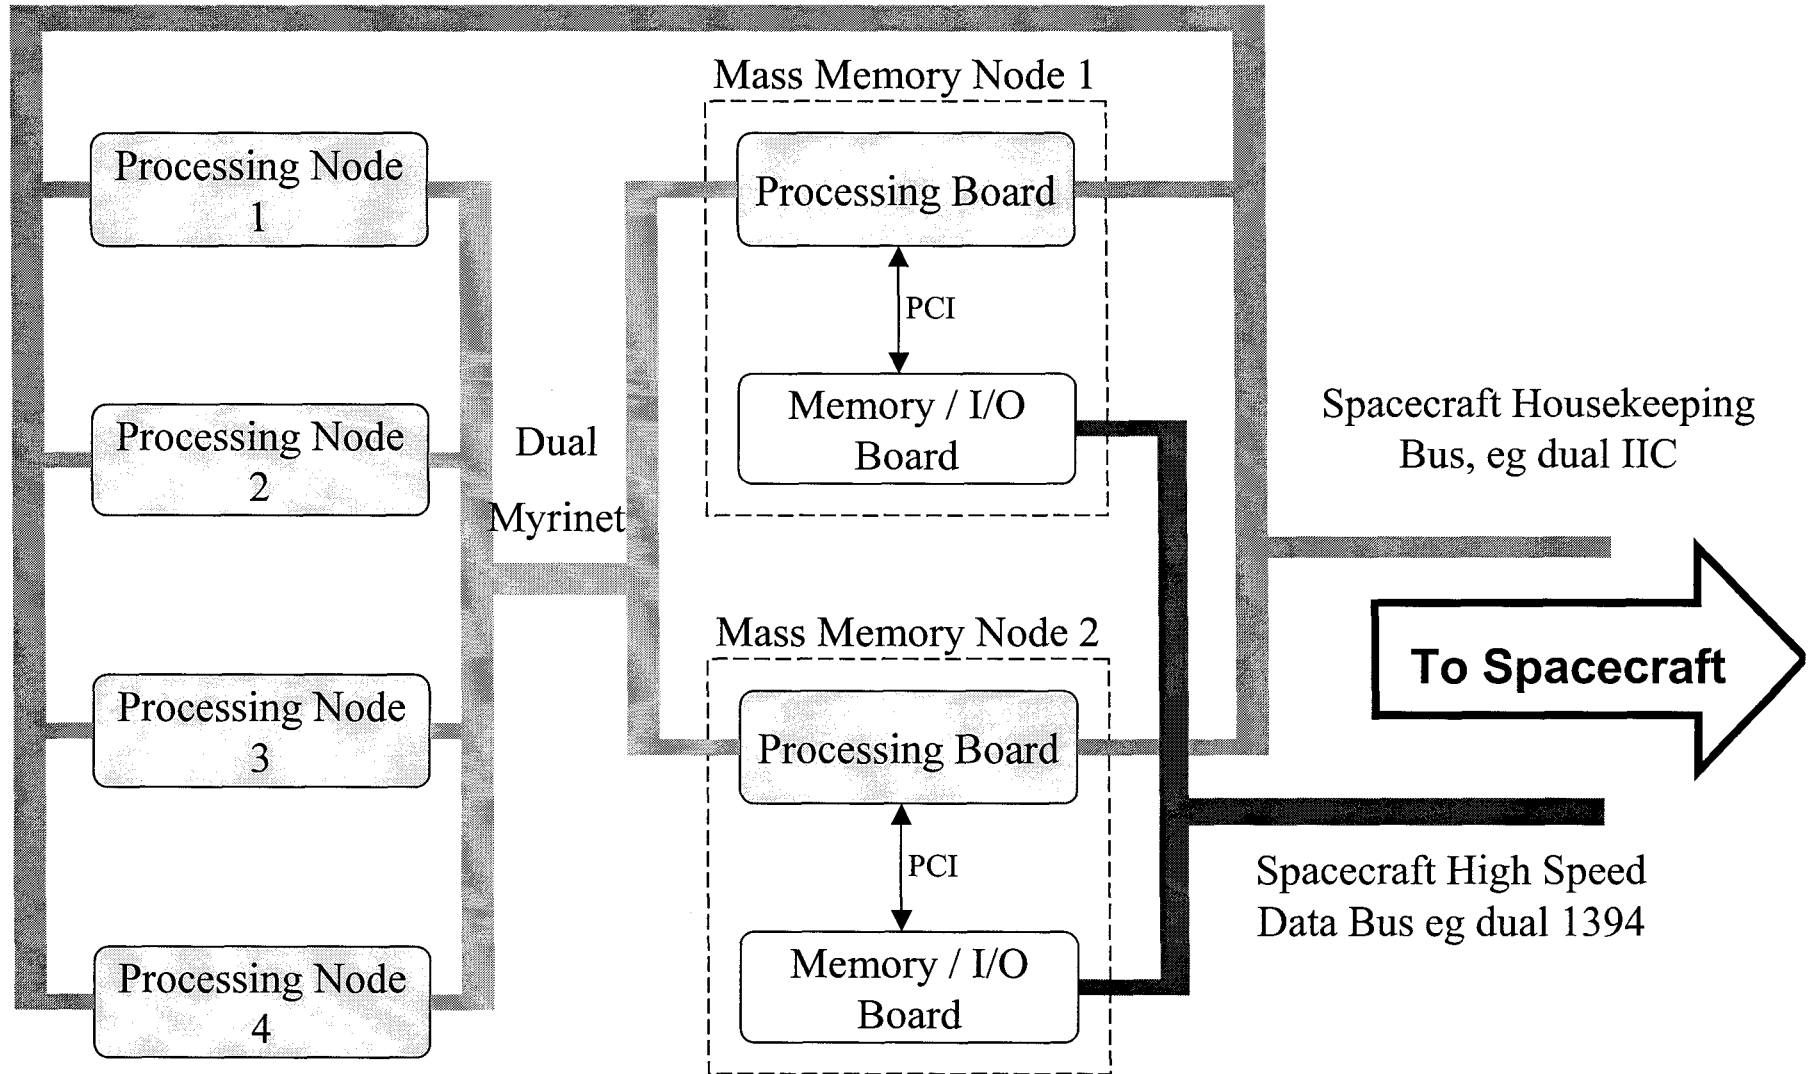 Mass Memory Node 1
Processing Node
1
Processing Board
PCI
Processing Node
2
Dual
Myrinet
Memory / I/O
Board
Spacecraft Housekeeping
Bus, eg dual IIC
To Spacecraft
Mass Memory Node 2
Processing Node
3
Processing Board
PCI
Spacecraft High Speed
Data Bus eg dual 1394
Processing Node
4
Memory / I/O
Board